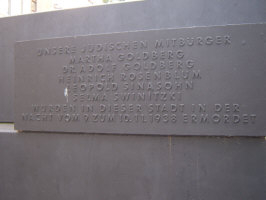 UNSERE JÜDISCHEN MITBÜRGER
MARTHA GOLDBERG
DR. ADOLF GOLDBERG
HEINRICH ROSENBLUM
LEOPOLD SINASOHN
SELMA SWINITZKI
WURDEN IN DIESER STADT IN DER
NACHT VOM 9. ZUM 10.11.1938 ERMORDET